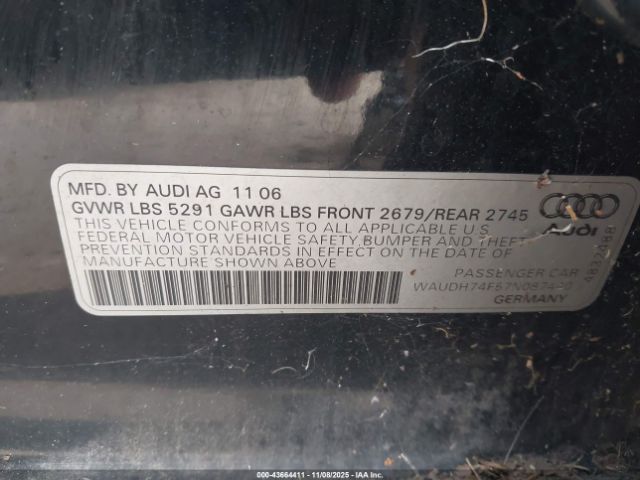 MFD. BY AUDI AG 11 06
GVWR LBS 5291 GAWR LBS FRONT 2679/REAR 2745
THIS VEHICLE CONFORMS TO ALL APPLICABLE U.S.
FEDERAL MOTOR VEHICLE SAFETY,BUMPER AND THEFT
PREVENTION STANDARDS IN EFFECT ON THE DATE OF
MANUFACTURE SHOWN ABOVE
Audi
PASSENGER CAR
GERMANY
000-43664411 - 11/08/2025 - IAA Inc.